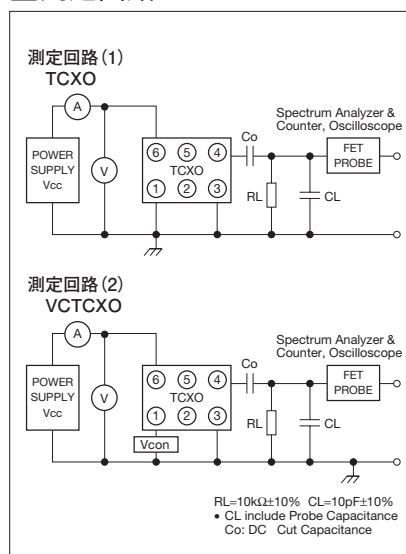 測定回路(1)
TCXO
A
POWER
SUPPLY
Vcc
V
6 5 4
TCXO
1 2 3
Co
RL
CL
Spectrum Analyzer &
Counter, Oscilloscope
FET
PROBE
測定回路(2)
VCTCXO
A
POWER
SUPPLY
Vcc
V
6 5 4
TCXO
1 2 3
Vcon
Co
RL
CL
Spectrum Analyzer &
Counter, Oscilloscope
FET
PROBE
RL=10kΩ±10% CL=10pF±10%
• CL include Probe Capacitance
Co: DC Cut Capacitance